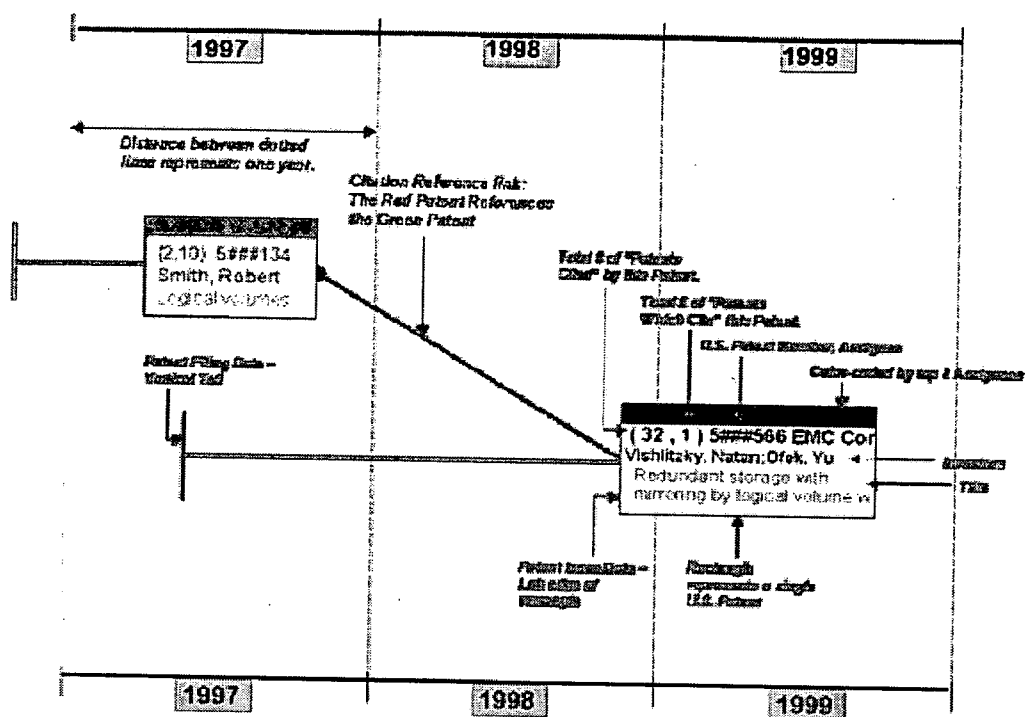 1997
1998
1999
Distance between dotted
lines represents one year.
Citation Reference link:
The Red Patent References
the Green Patent
(2,10) 5###134
Smith, Robert
Logical volumes
Total # of "Patents
Cited" by this Patent.
Total # of "Patents
Which Cite" this Patent.
U.S. Patent Number, Assignee
Color-coded by top Assignees
Patent Filing Date –
Vertical Tail
( 32 , 1 ) 5###566 EMC Cor
Vishlitzky, Natan; Ofek, Yu
Redundant storage with
mirroring by logical volume w
Inventors
Title
Patent Issue Date –
Left edge of
rectangle
Rectangle
represents a single
U.S. Patent
1997
1998
1999